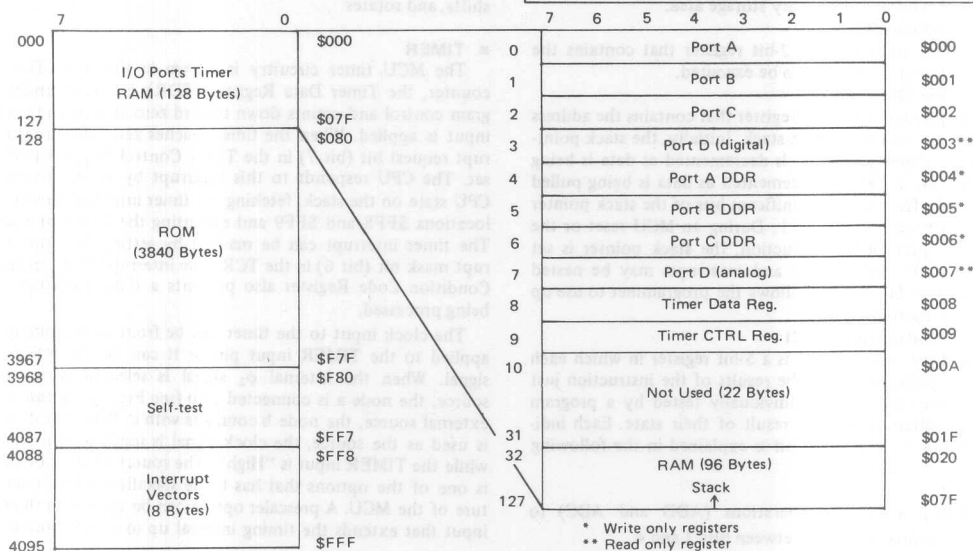 7 0
000 $000
I/O Ports Timer
RAM (128 Bytes)
127 $07F
128 $080
ROM
(3840 Bytes)
3967 $F7F
3968 $F80
Self-test
4087 $FF7
4088 $FF8
Interrupt
Vectors
(8 Bytes)
4095 $FFF
7 6 5 4 3 2 1 0
0 Port A $000
1 Port B $001
2 Port C $002
3 Port D (digital) $003**
4 Port A DDR $004*
5 Port B DDR $005*
6 Port C DDR $006*
7 Port D (analog) $007**
8 Timer Data Reg. $008
9 Timer CTRL Reg. $009
10 $00A
Not Used (22 Bytes)
31 $01F
32 $020
RAM (96 Bytes)
Stack
127 $07F
* Write only registers
** Read only register